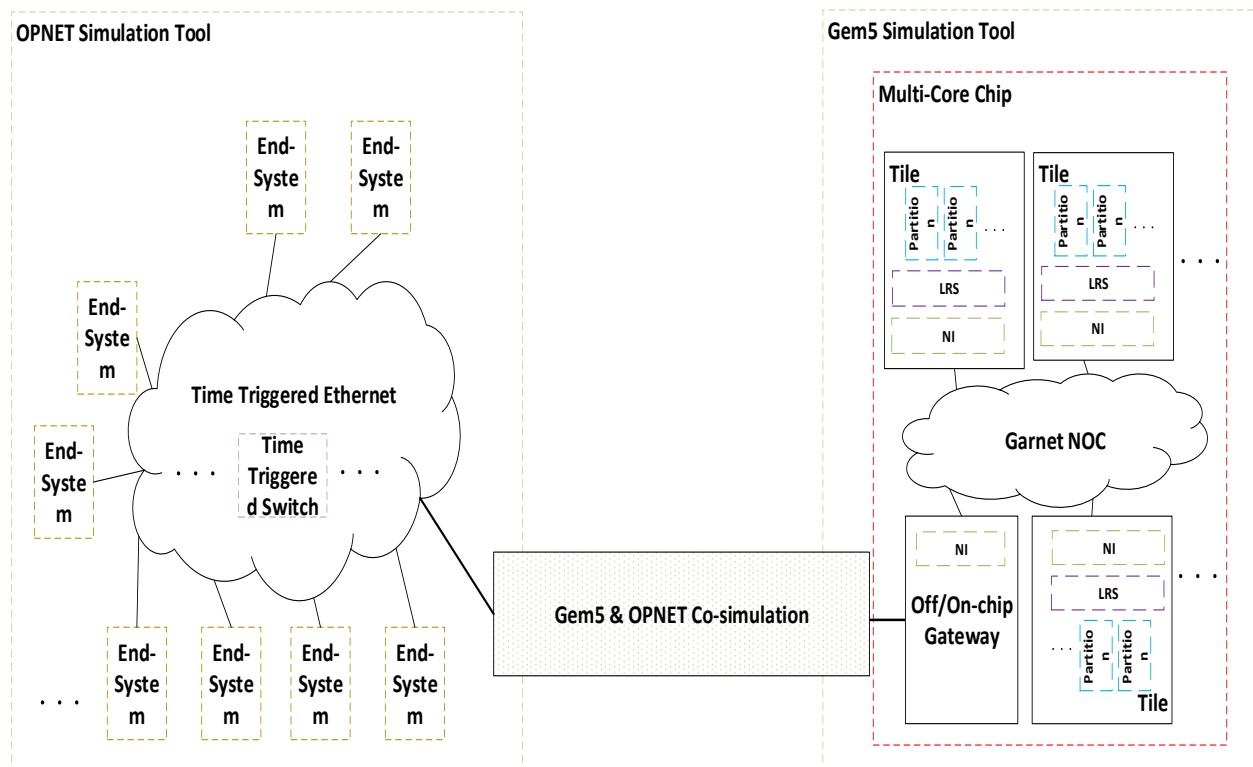 OPNET Simulation Tool
End-
Syste
m
End-
Syste
m
End-
Syste
m
End-
Syste
m
Time Triggered Ethernet
. . .
Time
Triggere
d Switch
. . .
. . .
End-
Syste
m
End-
Syste
m
End-
Syste
m
End-
Syste
m
Gem5 & OPNET Co-simulation
Gem5 Simulation Tool
Multi-Core Chip
Tile
Partitio
n
Partitio
n
. . .
LRS
NI
Tile
Partitio
n
Partitio
n
. . .
LRS
NI
. . . .
Garnet NOC
NI
Off/On-chip
Gateway
NI
LRS
. . .
Partitio
n
Partitio
n
Tile
. . . .